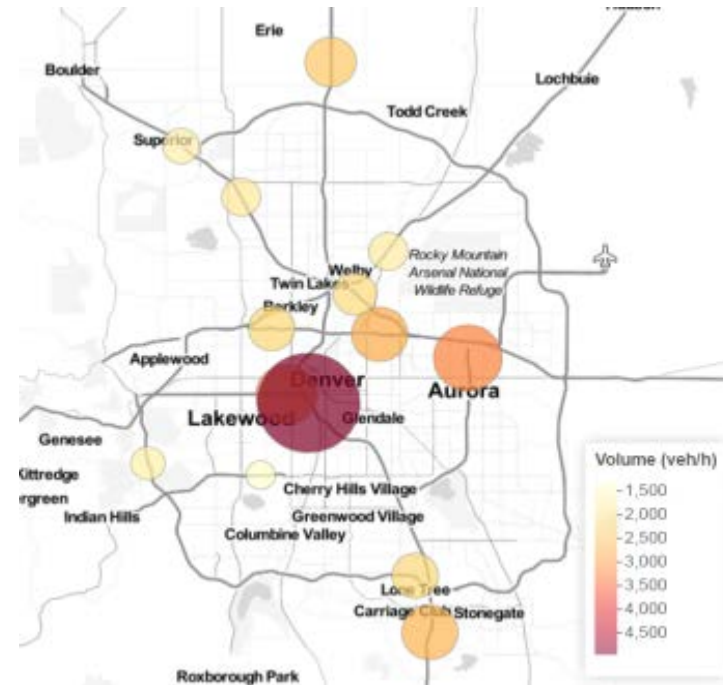 Erie
Boulder
Lochbuie
Todd Creek
Superior
Rocky Mountain
Arsenal National
Wildlife Refuge
Welby
Twin Lakes
Berkley
Applewood
Denver
Aurora
Lakewood
Glendale
Genesee
Kittredge
Cherry Hills Village
Indian Hills
Greenwood Village
Columbine Valley
Lone Tree
Carriage Club Stonegate
Roxborough Park
Volume (veh/h)
1,500
2,000
2,500
3,000
3,500
4,000
4,500